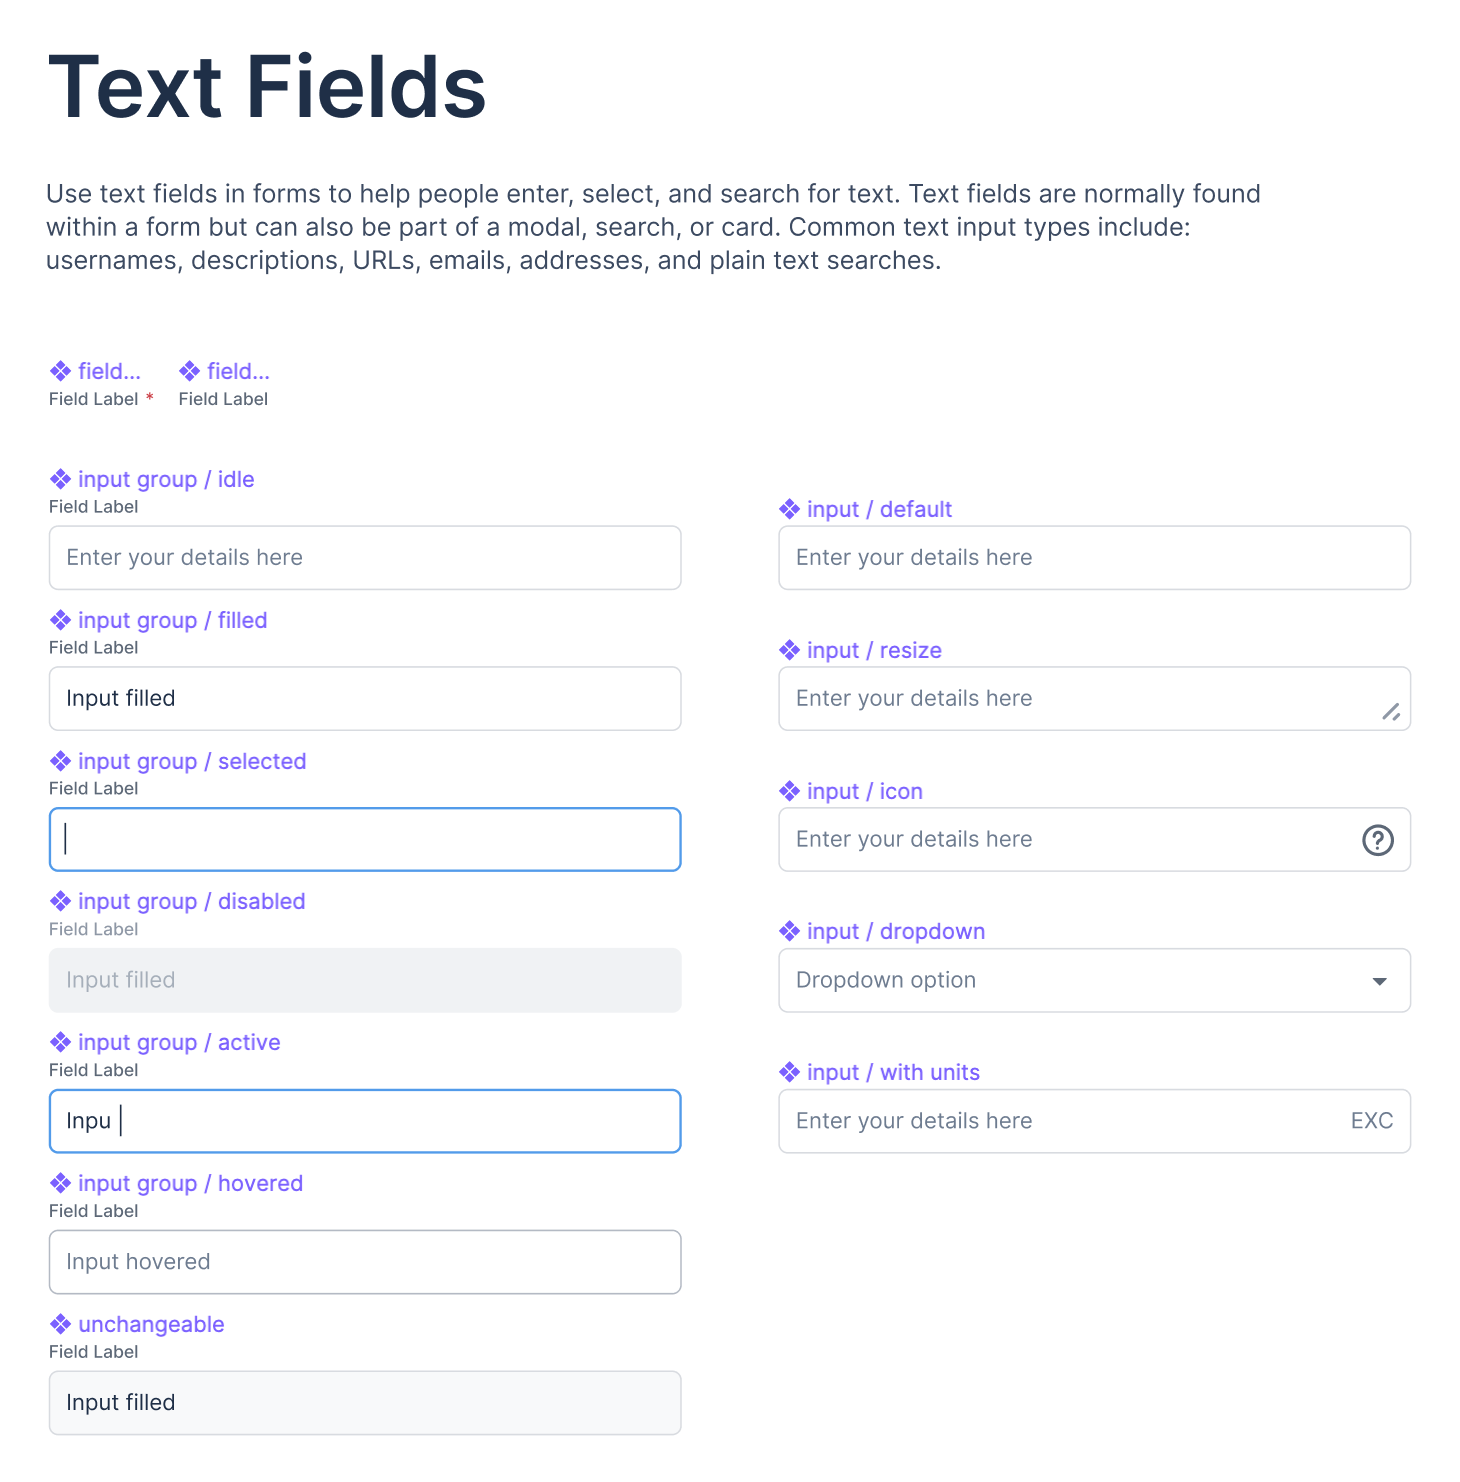 Text Fields
Use text fields in forms to help people enter, select, and search for text. Text fields are normally found
within a form but can also be part of a modal, search, or card. Common text input types include:
usernames, descriptions, URLs, emails, addresses, and plain text searches.
field... field...
Field Label * Field Label
input group / idle
Field Label
Enter your details here
input group / filled
Field Label
Input filled
input group / selected
Field Label
input group / disabled
Field Label
Input filled
input group / active
Field Label
Inpu
input group / hovered
Field Label
Input hovered
unchangeable
Field Label
Input filled
input / default
Enter your details here
input / resize
Enter your details here
input / icon
Enter your details here ?
input / dropdown
Dropdown option
input / with units
Enter your details here EXC